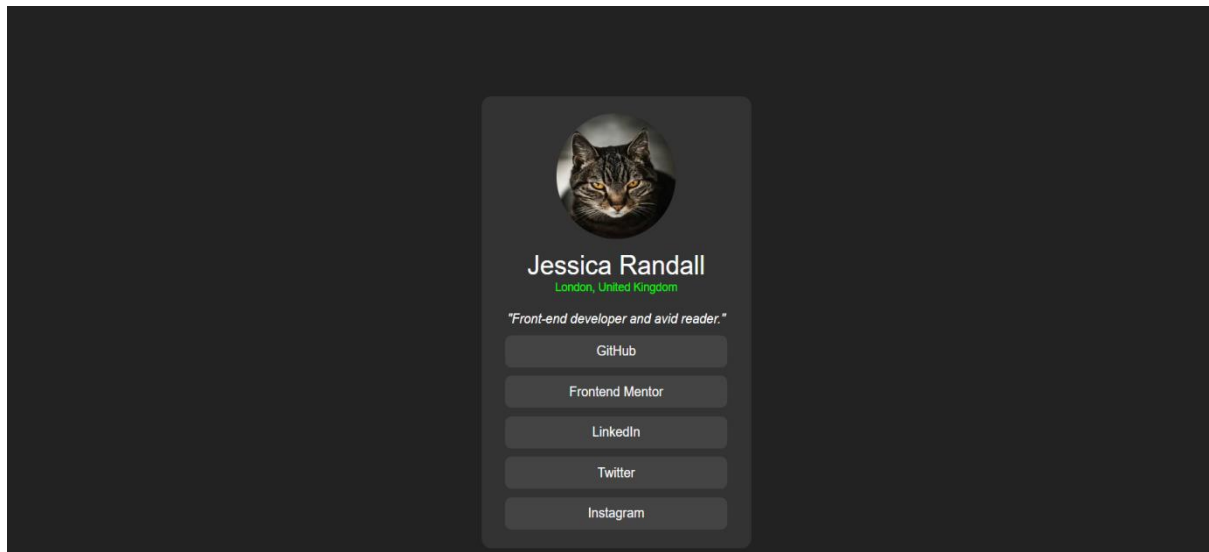 Jessica Randall
London, United Kingdom
"Front-end developer and avid reader."
GitHub
Frontend Mentor
LinkedIn
Twitter
Instagram